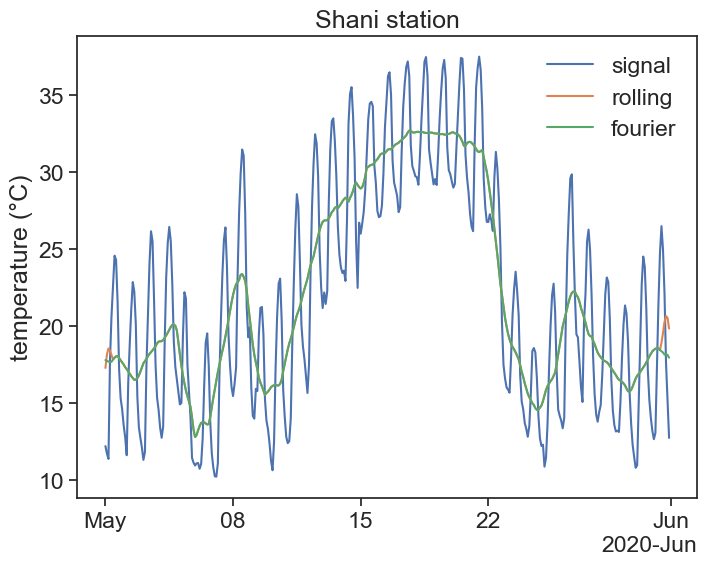 Shani station
signal
rolling
fourier
temperature (°C)
35
30
25
20
15
10
May 08 15 22 Jun
2020-Jun